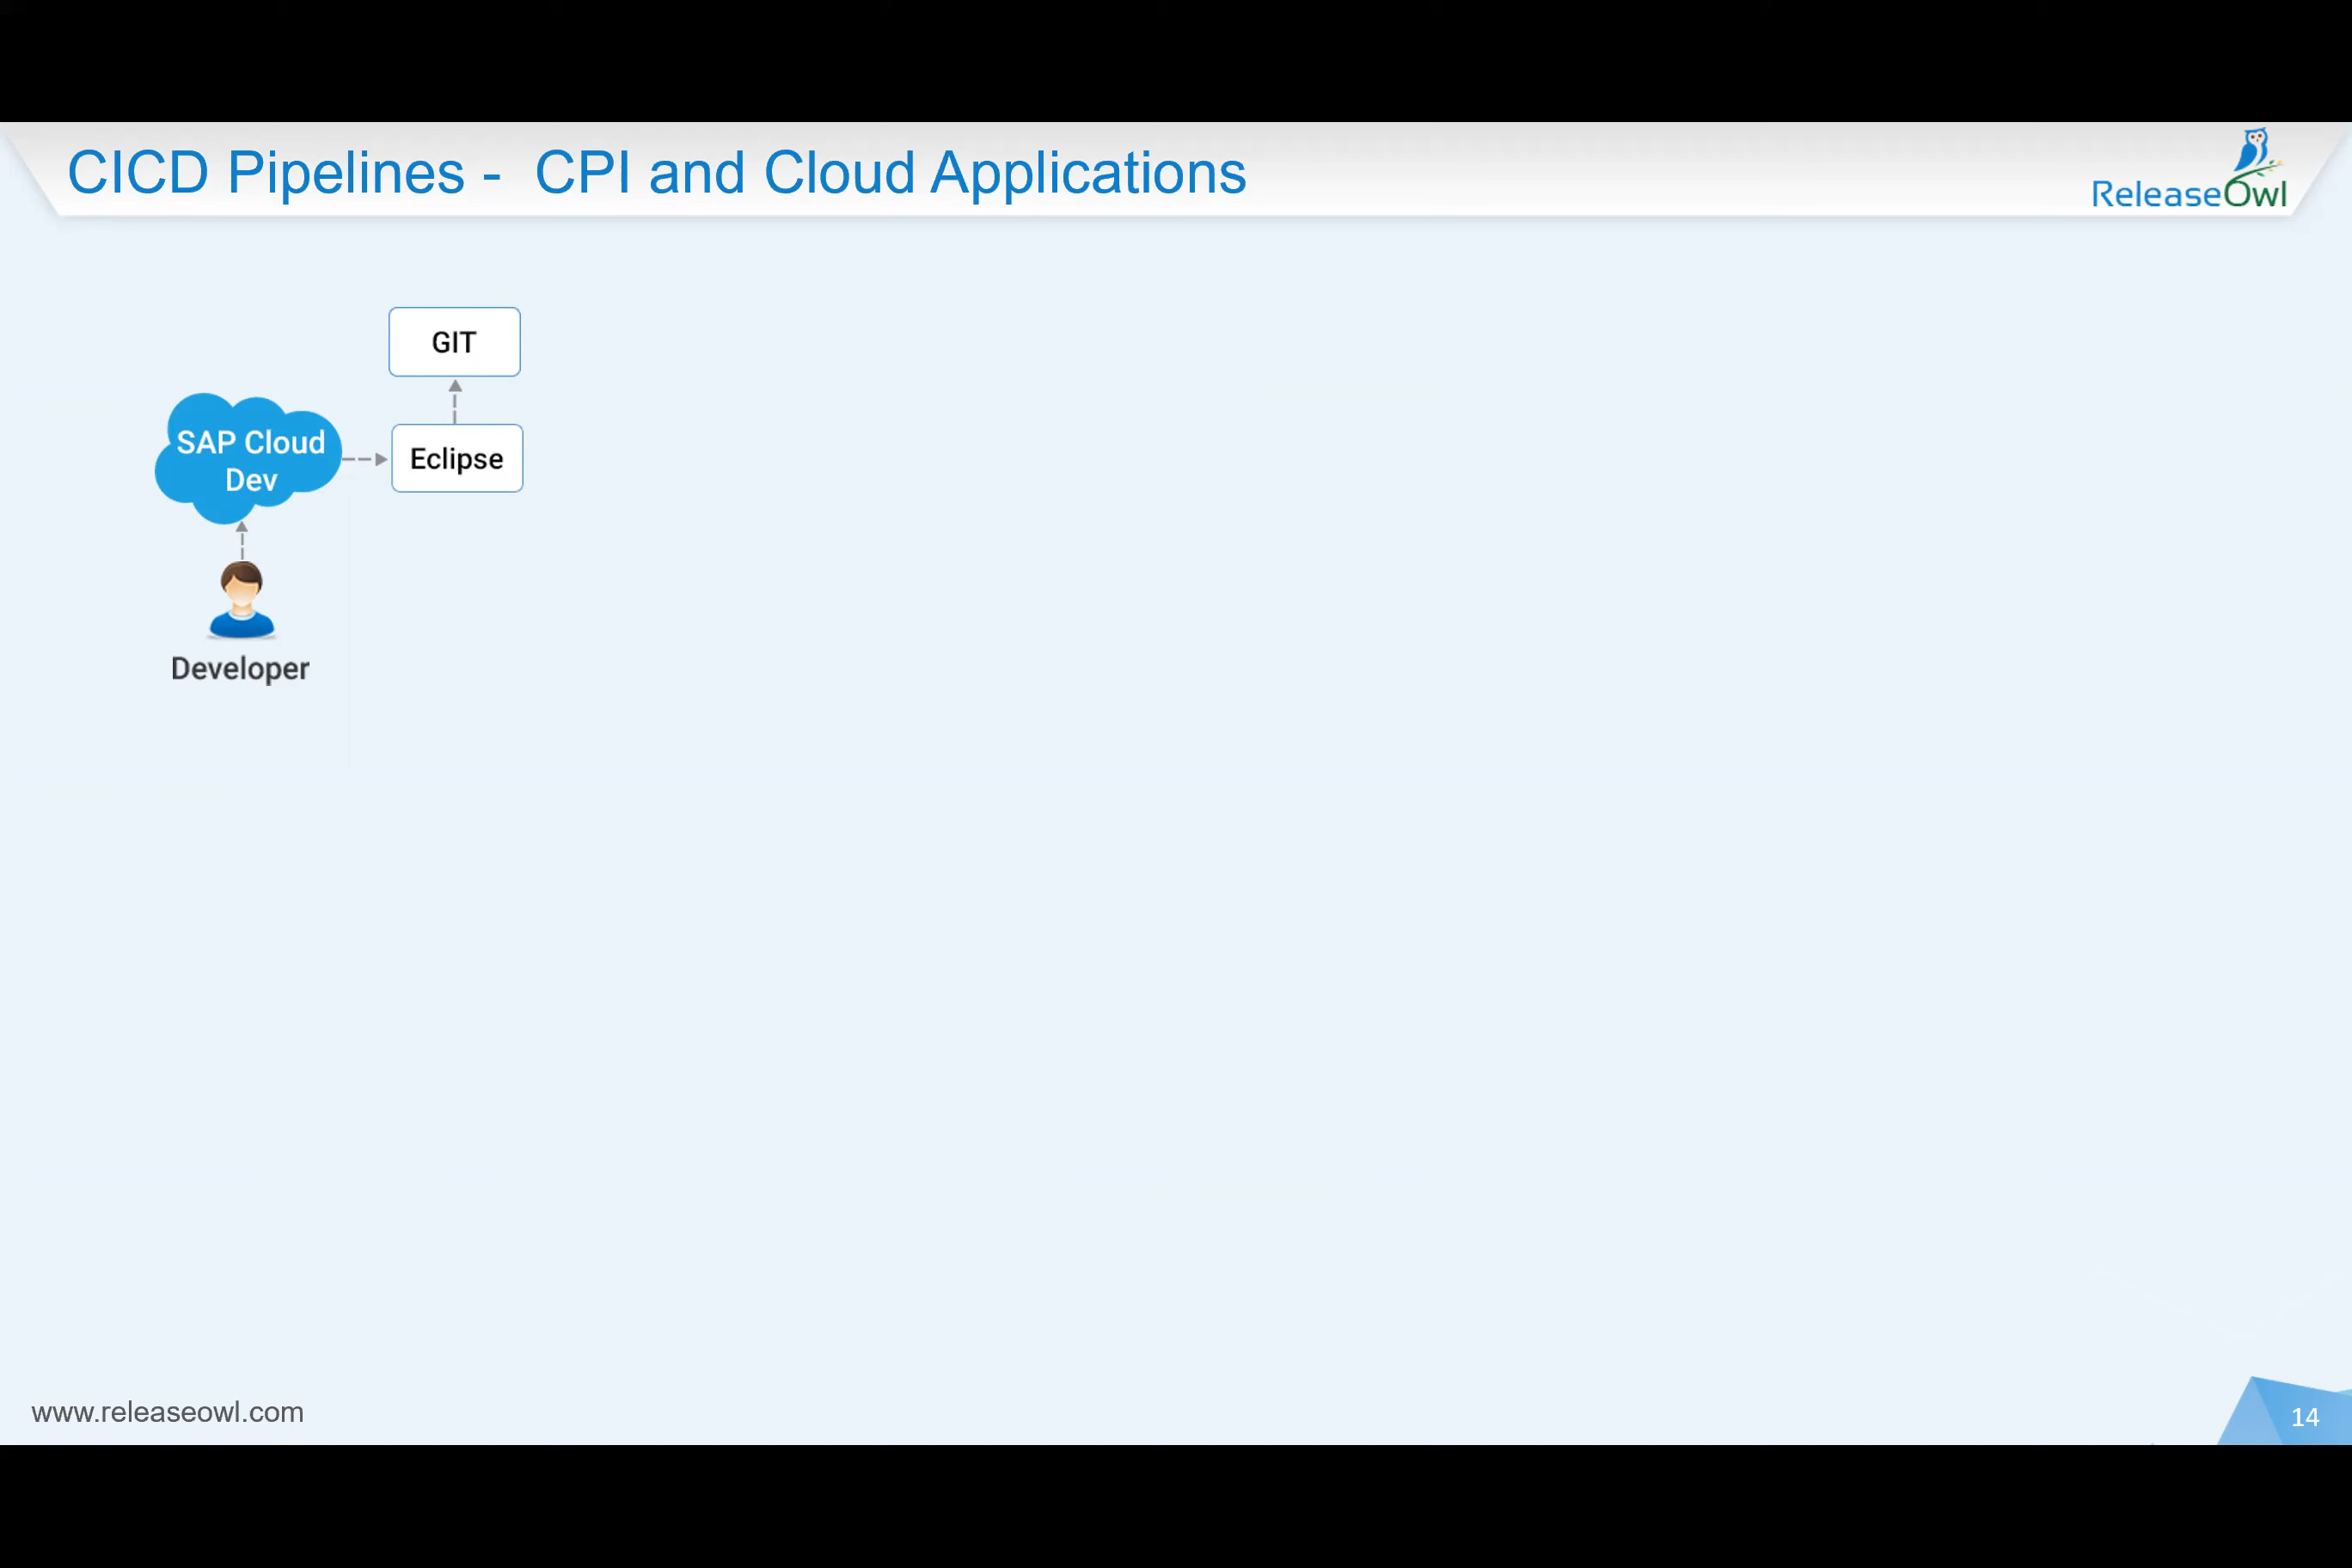 CICD Pipelines - CPI and Cloud Applications
ReleaseOwl
GIT
SAP Cloud
Dev
Eclipse
Developer
www.releaseowl.com
14